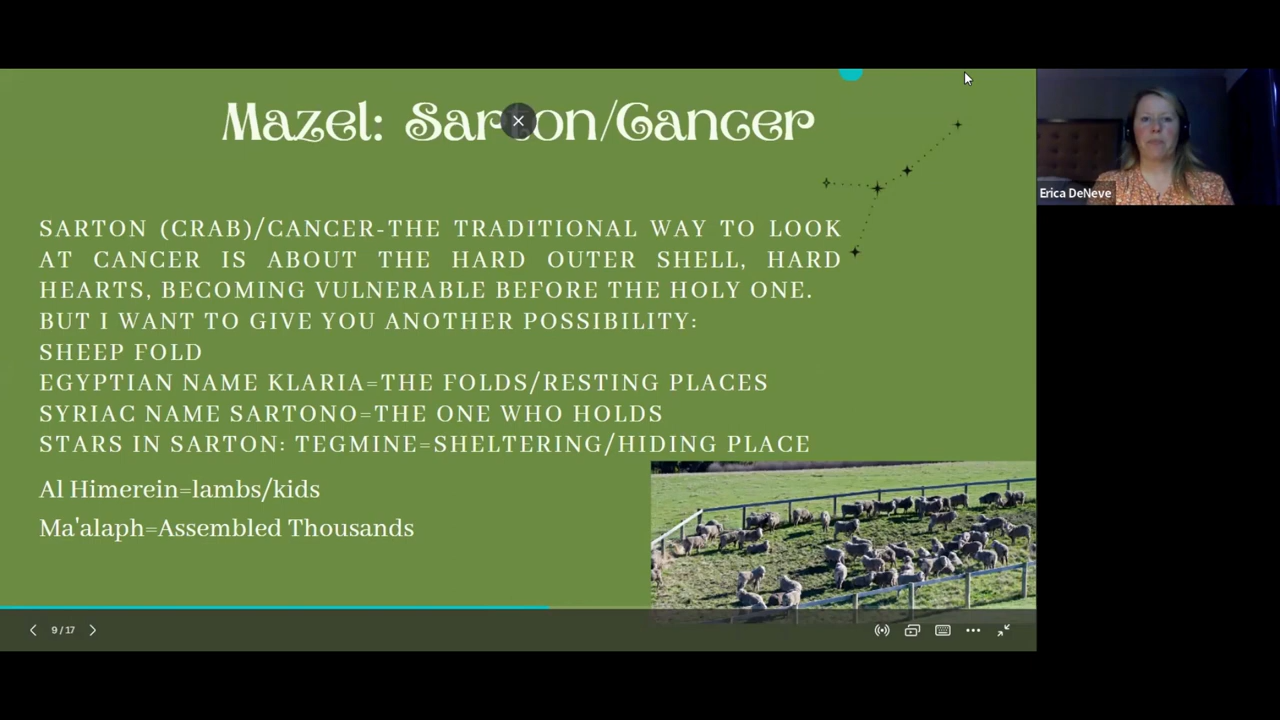 Mazel: Sarton/Cancer
SARTON (CRAB)/CANCER-THE TRADITIONAL WAY TO LOOK
AT CANCER IS ABOUT THE HARD OUTER SHELL, HARD
HEARTS, BECOMING VULNERABLE BEFORE THE HOLY ONE.
BUT I WANT TO GIVE YOU ANOTHER POSSIBILITY:
SHEEP FOLD
EGYPTIAN NAME KLARIA=THE FOLDS/RESTING PLACES
SYRIAC NAME SARTONO=THE ONE WHO HOLDS
STARS IN SARTON: TEGMINE=SHELTERING/HIDING PLACE
Al Himerein=lambs/kids
Ma'alaph=Assembled Thousands
9 / 17
Erica DeNeve